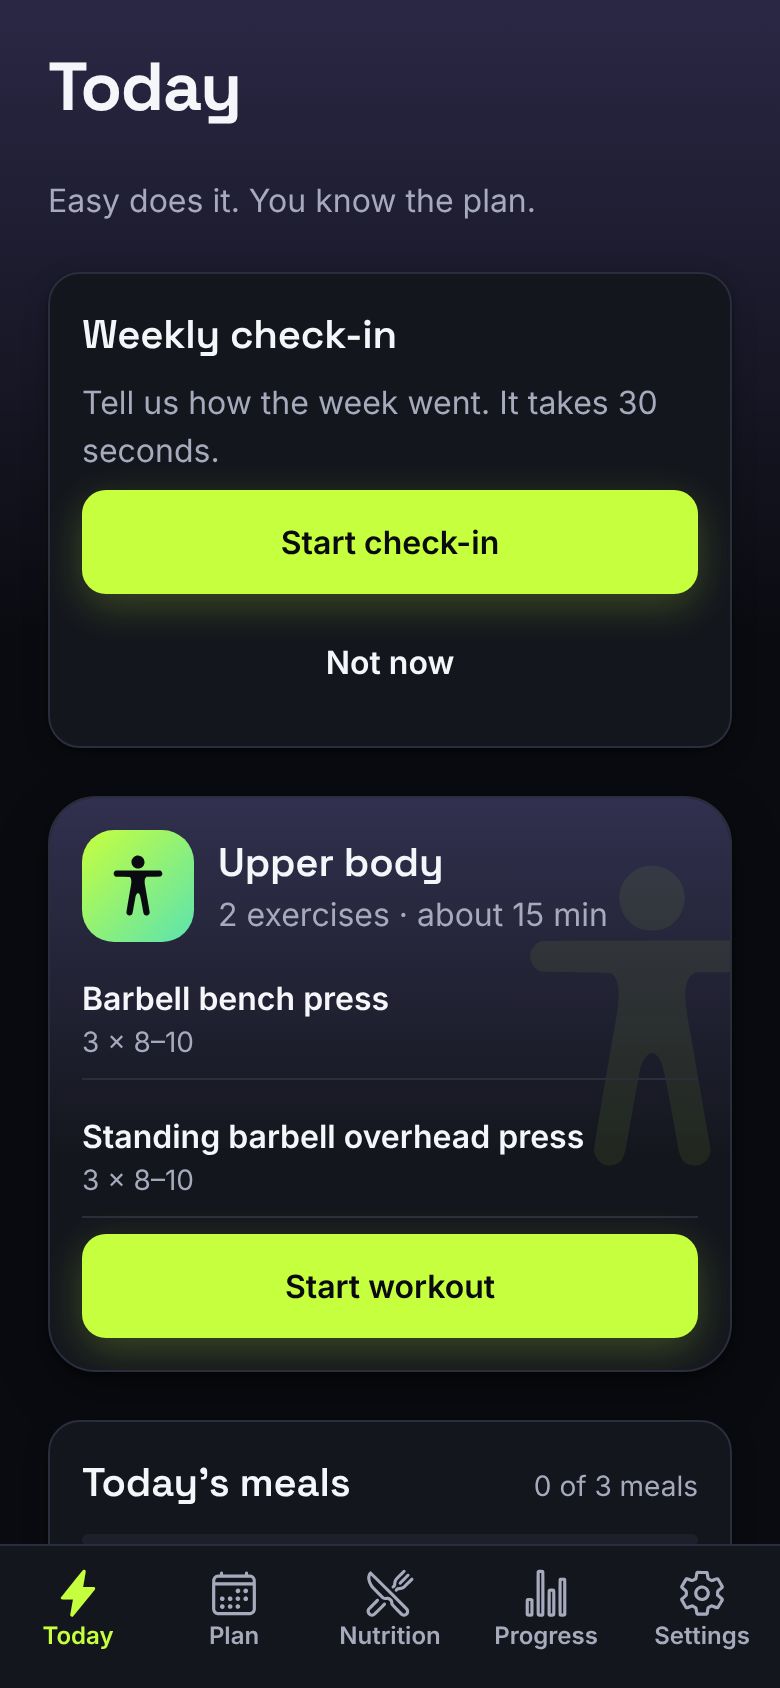 Today
Easy does it. You know the plan.
Weekly check-in
Tell us how the week went. It takes 30
seconds.
Start check-in
Not now
Upper body
2 exercises · about 15 min
Barbell bench press
3 × 8–10
Standing barbell overhead press
3 × 8–10
Start workout
Today’s meals
0 of 3 meals
Today
Plan
Nutrition
Progress
Settings